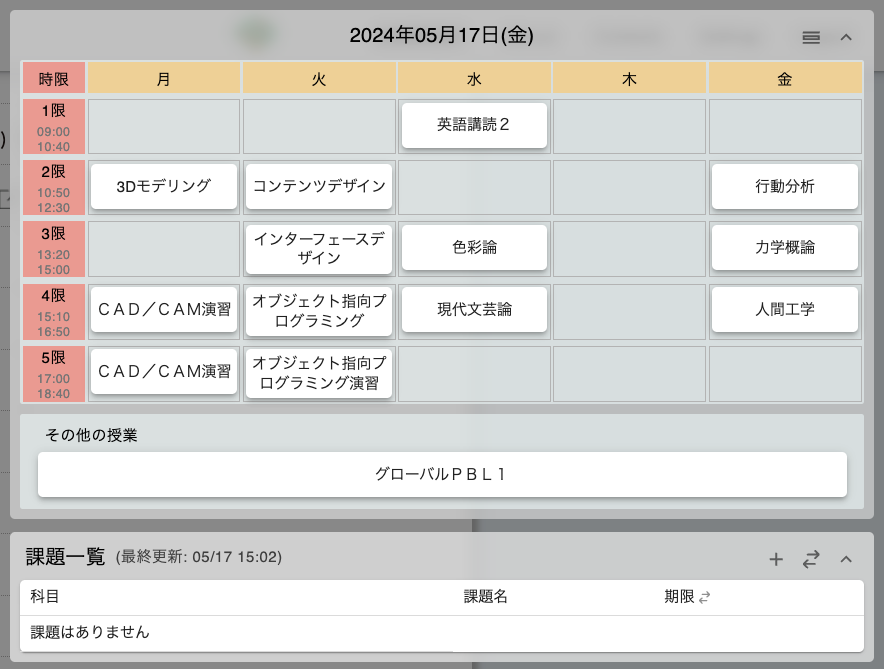 2024年05月17日(金)
時限 月 火 水 木 金
1限
09:00
10:40
英語講読２
2限
10:50
12:30
3Dモデリング
コンテンツデザイン
行動分析
3限
13:20
15:00
インターフェースデ
ザイン
色彩論
力学概論
4限
15:10
16:50
ＣＡＤ／ＣＡＭ演習
オブジェクト指向プ
ログラミング
現代文芸論
人間工学
5限
17:00
18:40
ＣＡＤ／ＣＡＭ演習
オブジェクト指向プ
ログラミング演習
その他の授業
グローバルＰＢＬ１
課題一覧 (最終更新: 05/17 15:02)
科目 課題名 期限
課題はありません